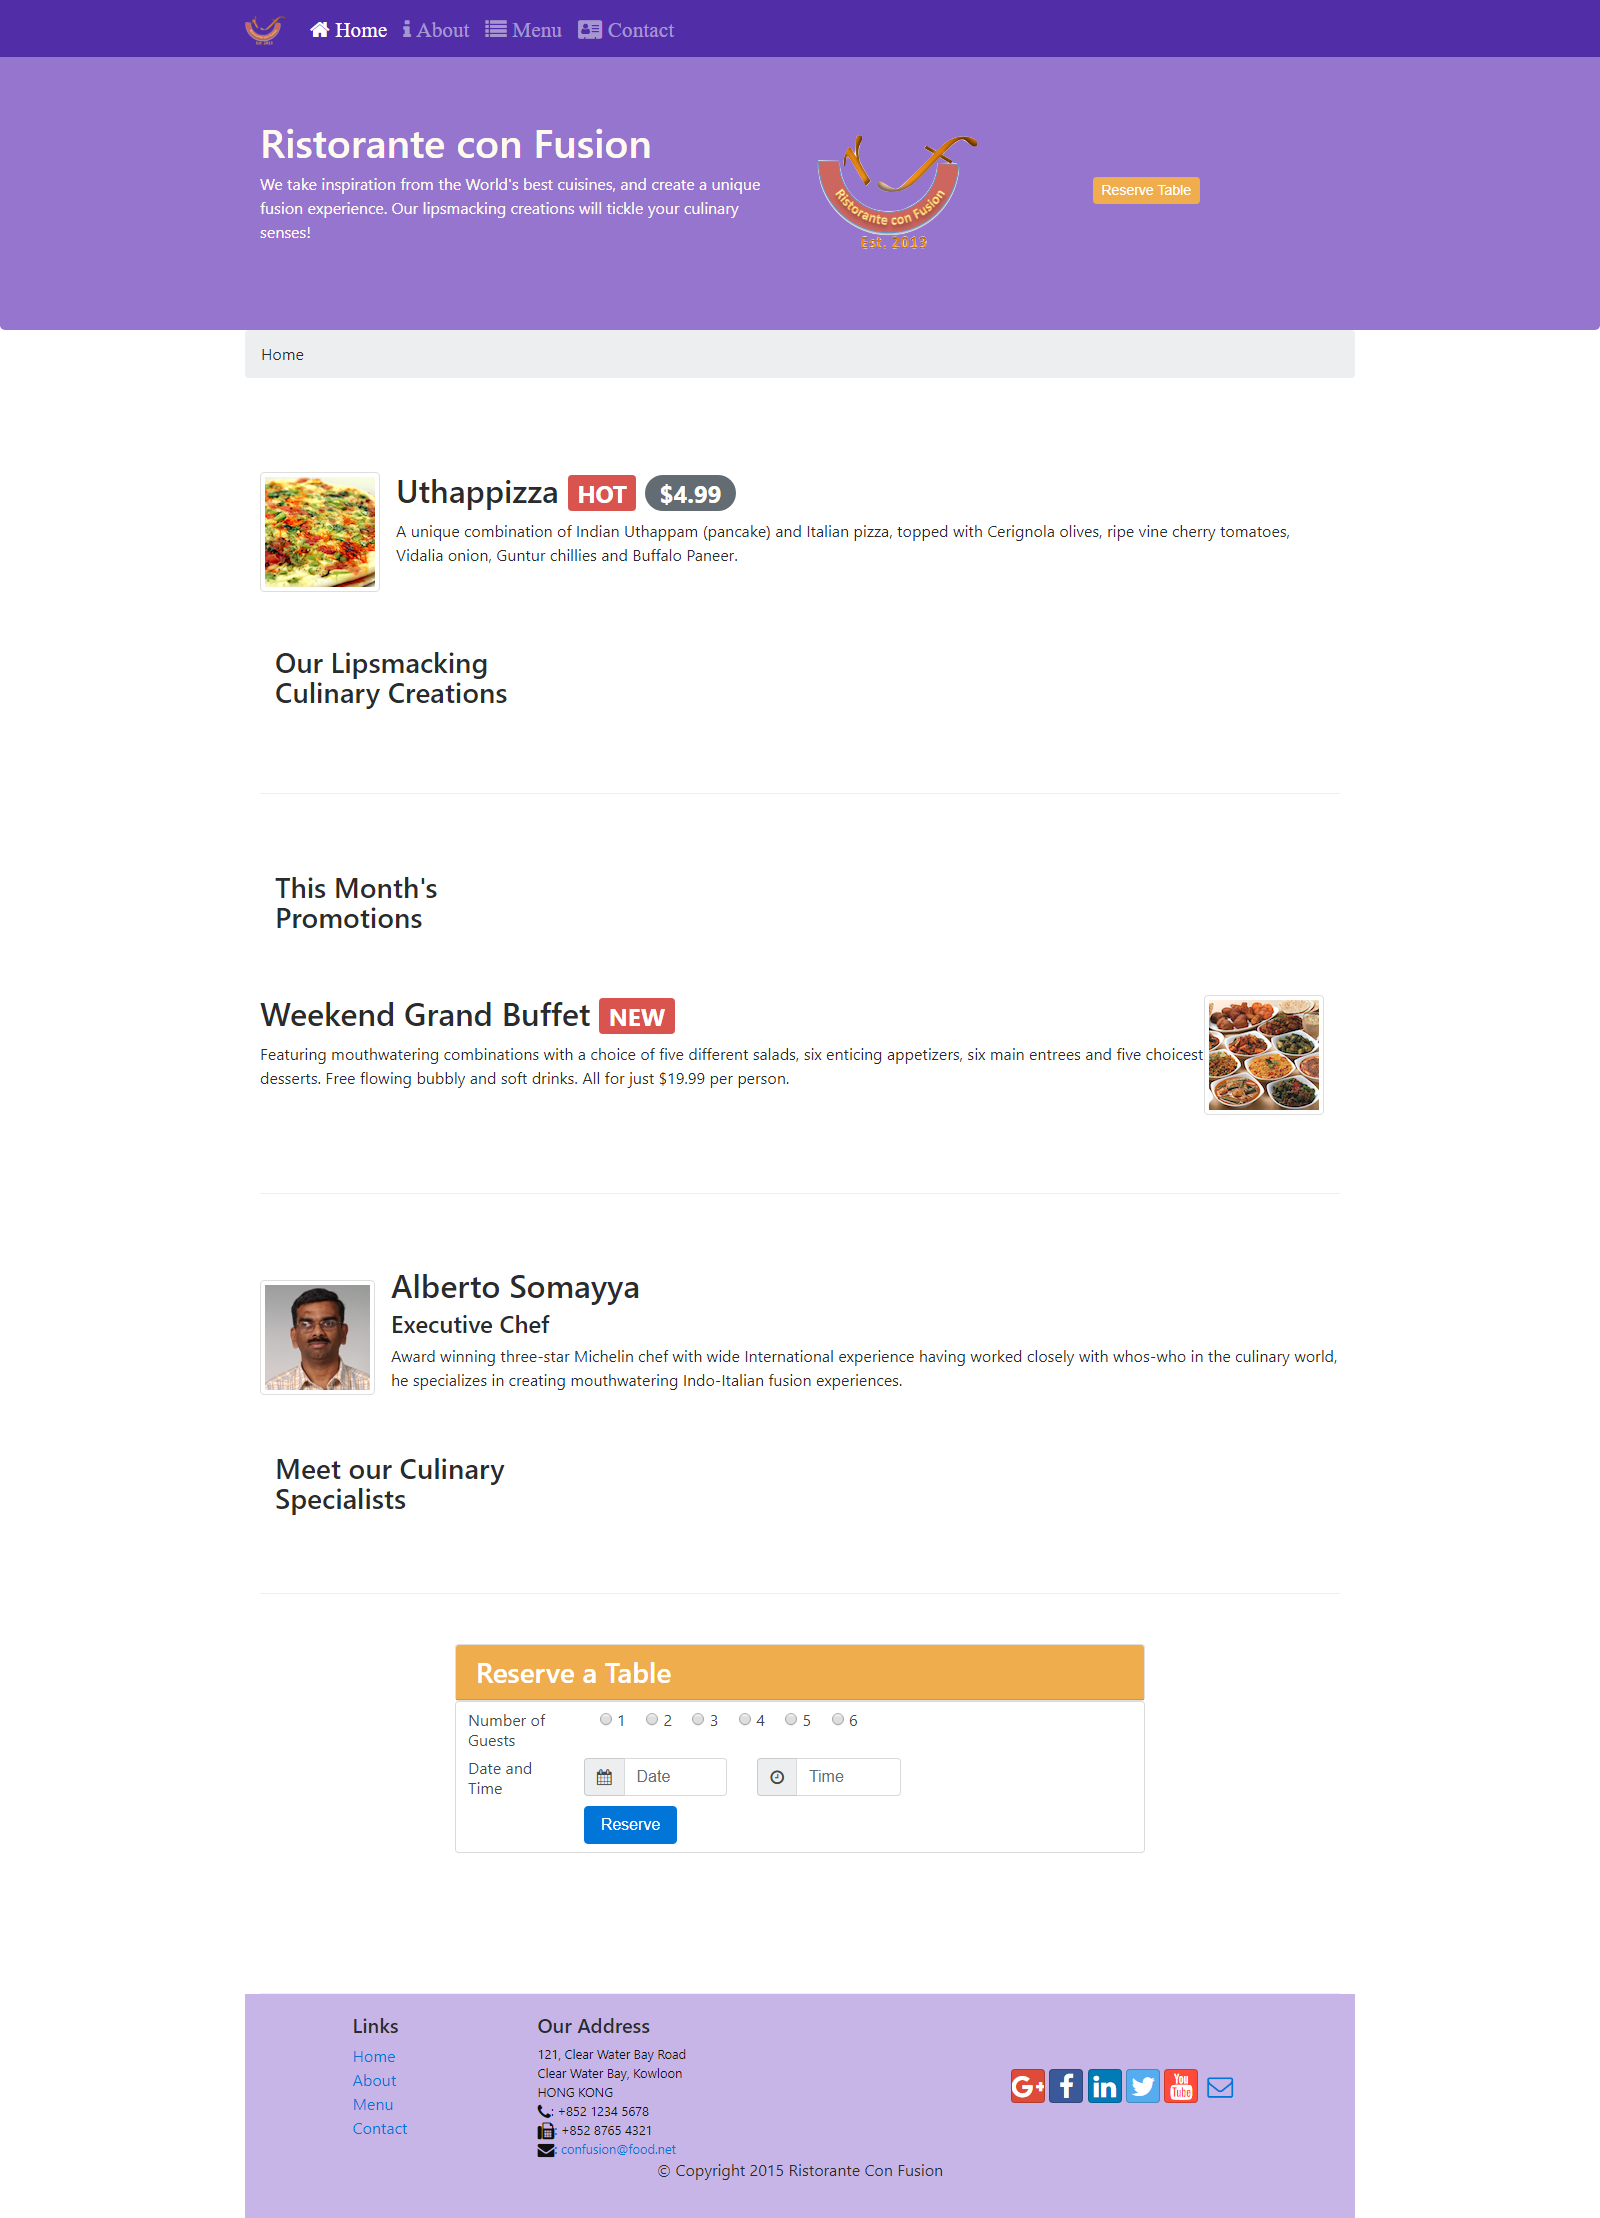 Home About Menu Contact
Ristorante con Fusion
We take inspiration from the World's best cuisines, and create a unique
fusion experience. Our lipsmacking creations will tickle your culinary
senses!
Ristorante con Fusion
Est. 2013
Reserve Table
Home
Uthappizza HOT $4.99
A unique combination of Indian Uthappam (pancake) and Italian pizza, topped with Cerignola olives, ripe vine cherry tomatoes,
Vidalia onion, Guntur chillies and Buffalo Paneer.
Our Lipsmacking
Culinary Creations
This Month's
Promotions
Weekend Grand Buffet NEW
Featuring mouthwatering combinations with a choice of five different salads, six enticing appetizers, six main entrees and five choicest
desserts. Free flowing bubbly and soft drinks. All for just $19.99 per person.
Alberto Somayya
Executive Chef
Award winning three-star Michelin chef with wide International experience having worked closely with whos-who in the culinary world,
he specializes in creating mouthwatering Indo-Italian fusion experiences.
Meet our Culinary
Specialists
Reserve a Table
Number of
Guests
1 2 3 4 5 6
Date and
Time
Date
Time
Reserve
Links
Home
About
Menu
Contact
Our Address
121, Clear Water Bay Road
Clear Water Bay, Kowloon
HONG KONG
: +852 1234 5678
: +852 8765 4321
: confusion@food.net
G+ f in You Tube
© Copyright 2015 Ristorante Con Fusion